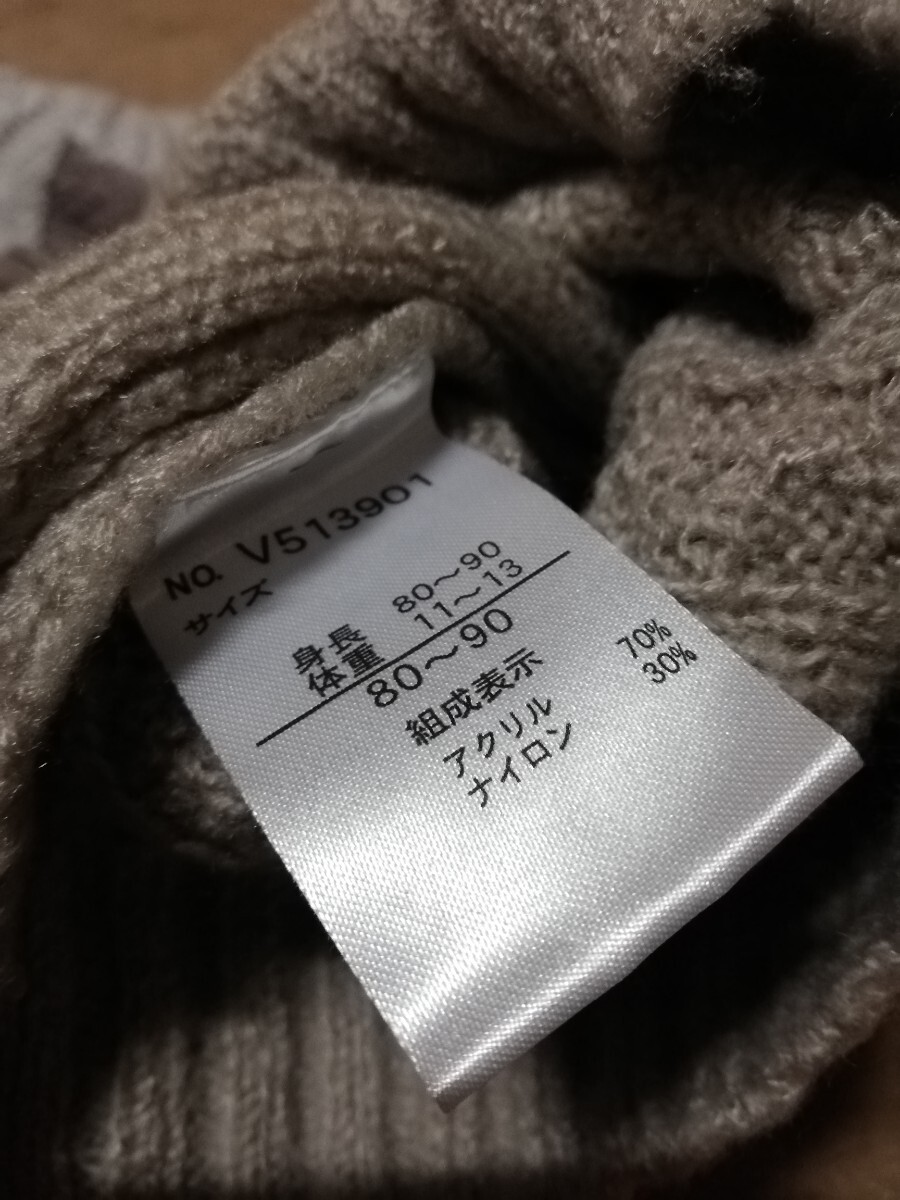 NO. V513901
サイズ
身長 80～90
体重 11～13
80～90
組成表示
アクリル 70%
ナイロン 30%